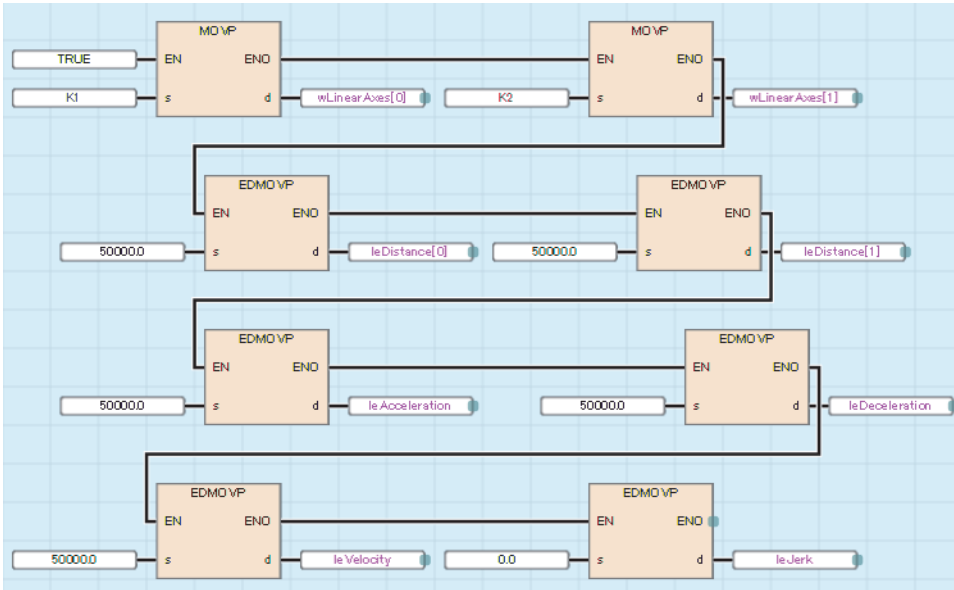 MOVP MOVP
TRUE EN ENO EN ENO
K1 s d wLinearAxes[0] K2 s d wLinearAxes[1]
EDMOVP EDMOVP
EN ENO EN ENO
50000.0 s d leDistance[0] 50000.0 s d leDistance[1]
EDMOVP EDMOVP
EN ENO EN ENO
50000.0 s d leAcceleration 50000.0 s d leDeceleration
EDMOVP EDMOVP
EN ENO EN ENO
50000.0 s d leVelocity 0.0 s d leJerk